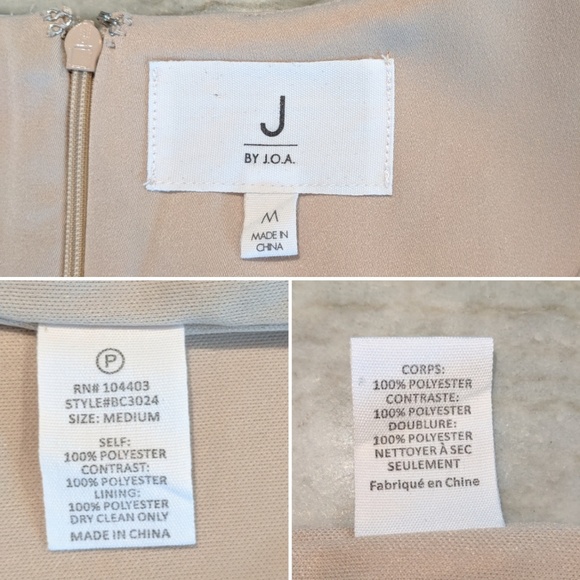 J
BY J.O.A.
M
MADE IN
CHINA
P
RN# 104403
STYLE#BC3024
SIZE: MEDIUM
SELF:
100% POLYESTER
CONTRAST:
100% POLYESTER
LINING:
100% POLYESTER
DRY CLEAN ONLY
MADE IN CHINA
CORPS:
100% POLYESTER
CONTRASTE:
100% POLYESTER
DOUBLURE:
100% POLYESTER
NETTOYER À SEC
SEULEMENT
Fabriqué en Chine